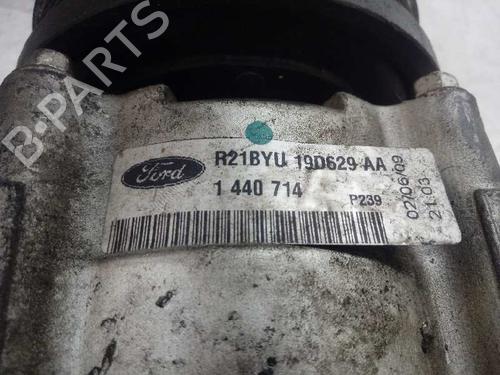 B-PARTS
Ford
R21BYU 19D629 AA
1 440 714
P239
02/06/09
21:03